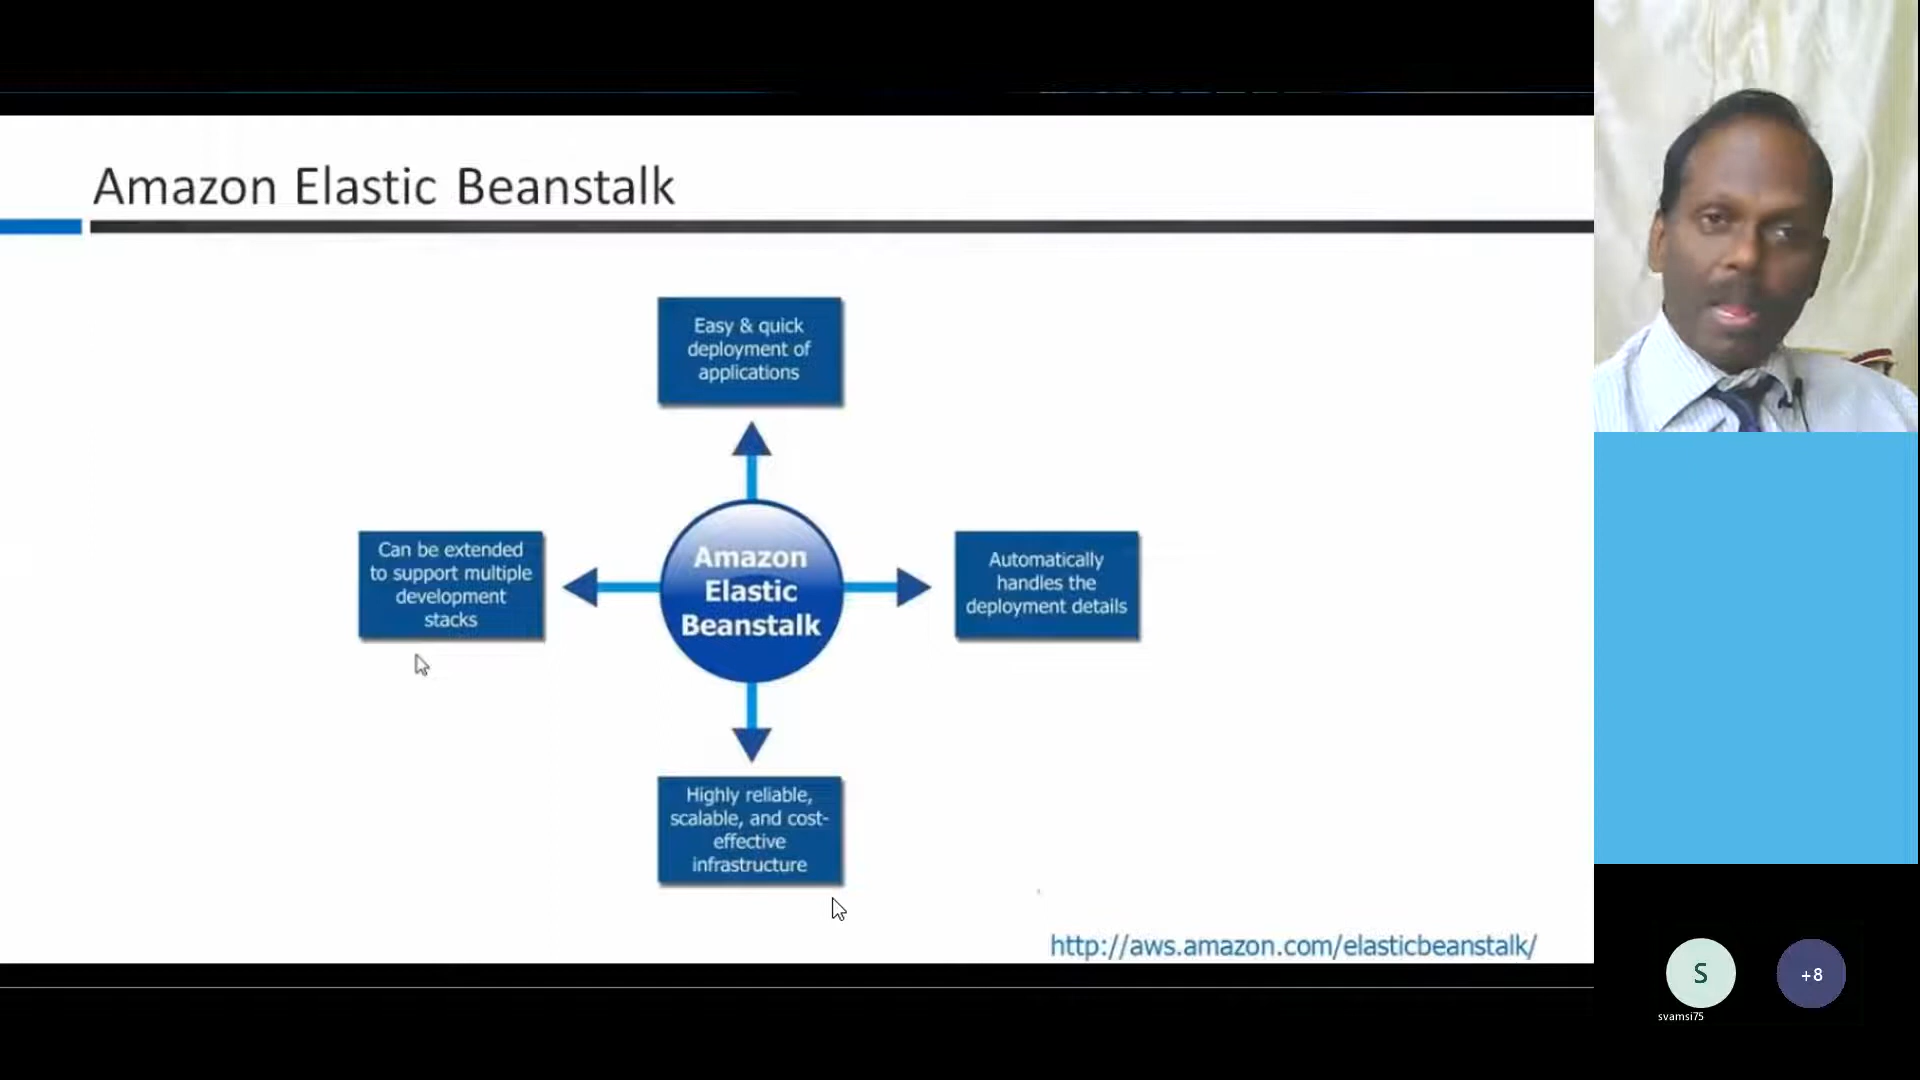 Amazon Elastic Beanstalk
Easy & quick
deployment of
applications
Can be extended
to support multiple
development
stacks
Amazon
Elastic
Beanstalk
Automatically
handles the
deployment details
Highly reliable,
scalable, and cost-
effective
infrastructure
http://aws.amazon.com/elasticbeanstalk/
S
+8
svamsi75